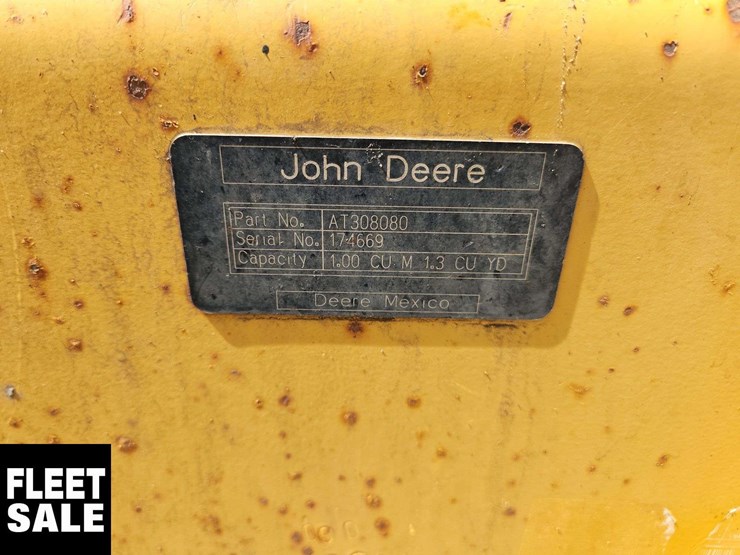 John Deere
Part No. AT308080
Serial No. 174669
Capacity 1.00 CU M 1.3 CU YD
Deere Mexico
FLEET
SALE